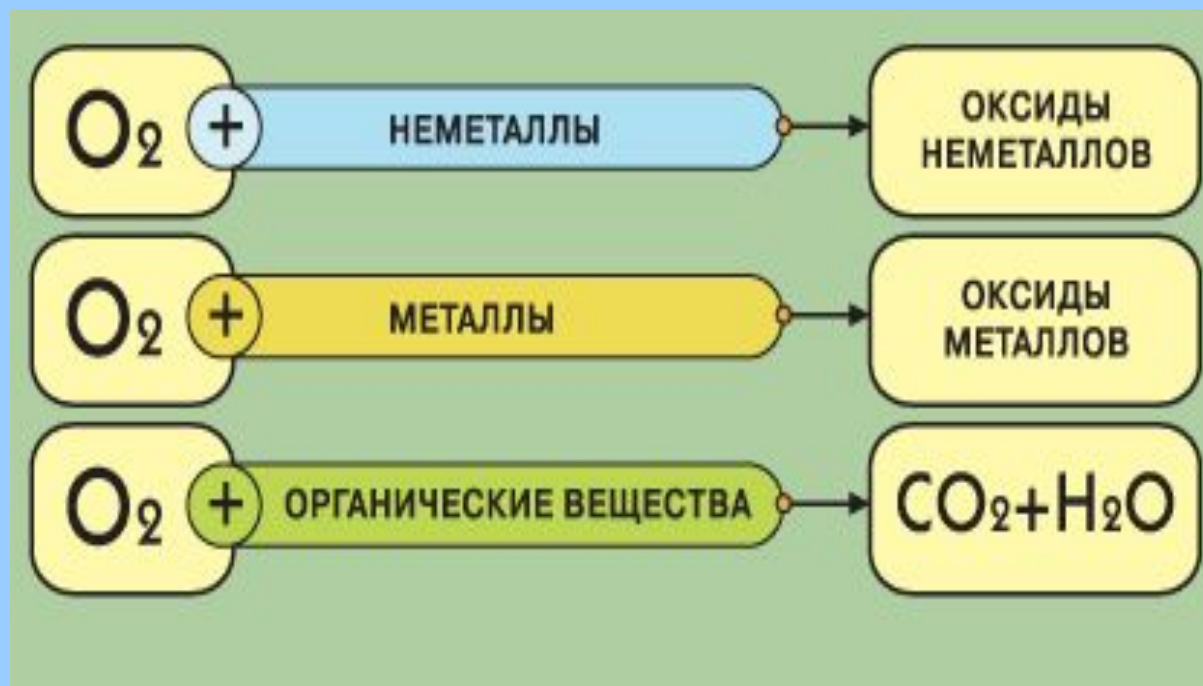 O₂ + НЕМЕТАЛЛЫ
ОКСИДЫ
НЕМЕТАЛЛОВ
O₂ + МЕТАЛЛЫ
ОКСИДЫ
МЕТАЛЛОВ
O₂ + ОРГАНИЧЕСКИЕ ВЕЩЕСТВА
CO₂+H₂O